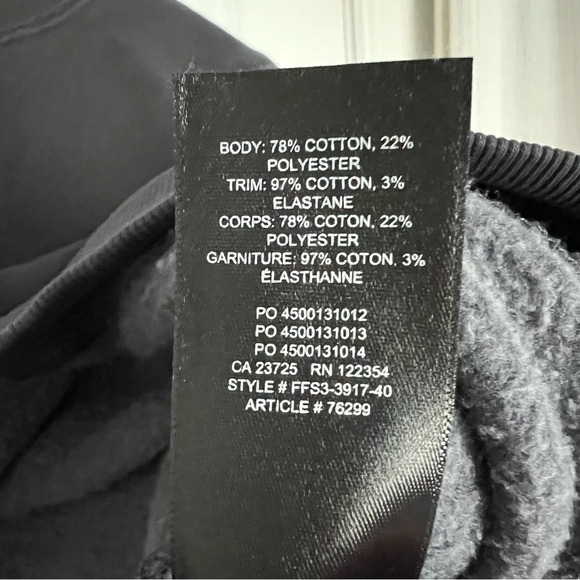 BODY: 78% COTTON, 22%
POLYESTER
TRIM: 97% COTTON, 3%
ELASTANE
CORPS: 78% COTON, 22%
POLYESTER
GARNITURE: 97% COTON, 3%
ÉLASTHANNE
PO 4500131012
PO 4500131013
PO 4500131014
CA 23725 RN 122354
STYLE # FFS3-3917-40
ARTICLE # 76299